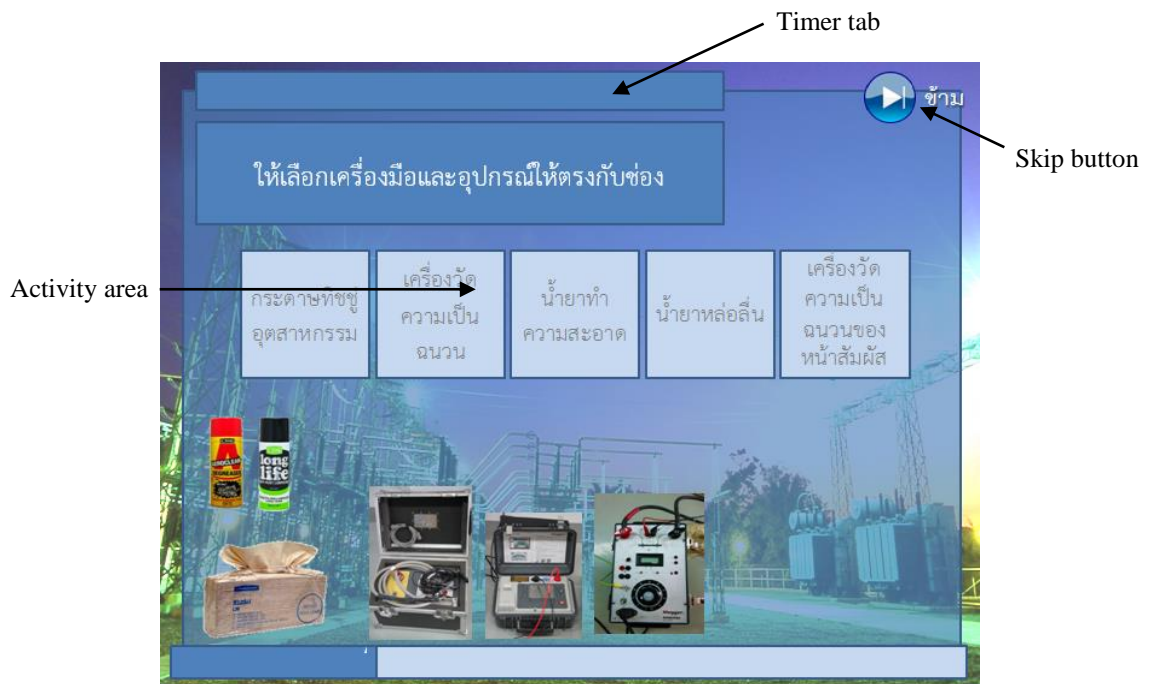 Timer tab
ข้าม
Skip button
ให้เลือกเครื่องมือและอุปกรณ์ให้ตรงกับช่อง
Activity area
กระดาษทิชชู่
อุตสาหกรรม
เครื่องวัด
ความเป็น
ฉนวน
น้ำยาทำ
ความสะอาด
น้ำยาหล่อลื่น
เครื่องวัด
ความเป็น
ฉนวนของ
หน้าสัมผัส
long
life